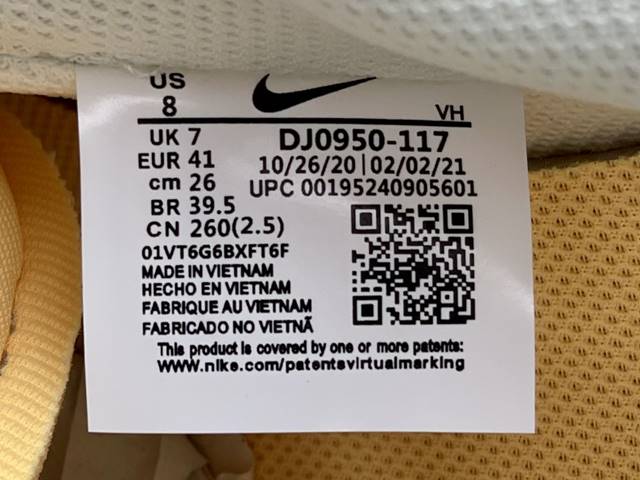 US
8
VH
UK 7
DJ0950-117
EUR 41
10/26/20 | 02/02/21
cm 26
UPC 00195240905601
BR 39.5
CN 260(2.5)
01VT6G6BXFT6F
MADE IN VIETNAM
HECHO EN VIETNAM
FABRIQUE AU VIETNAM
FABRICADO NO VIETNÃ
This product is covered by one or more patents:
www.nike.com/patentsvirtualmarking